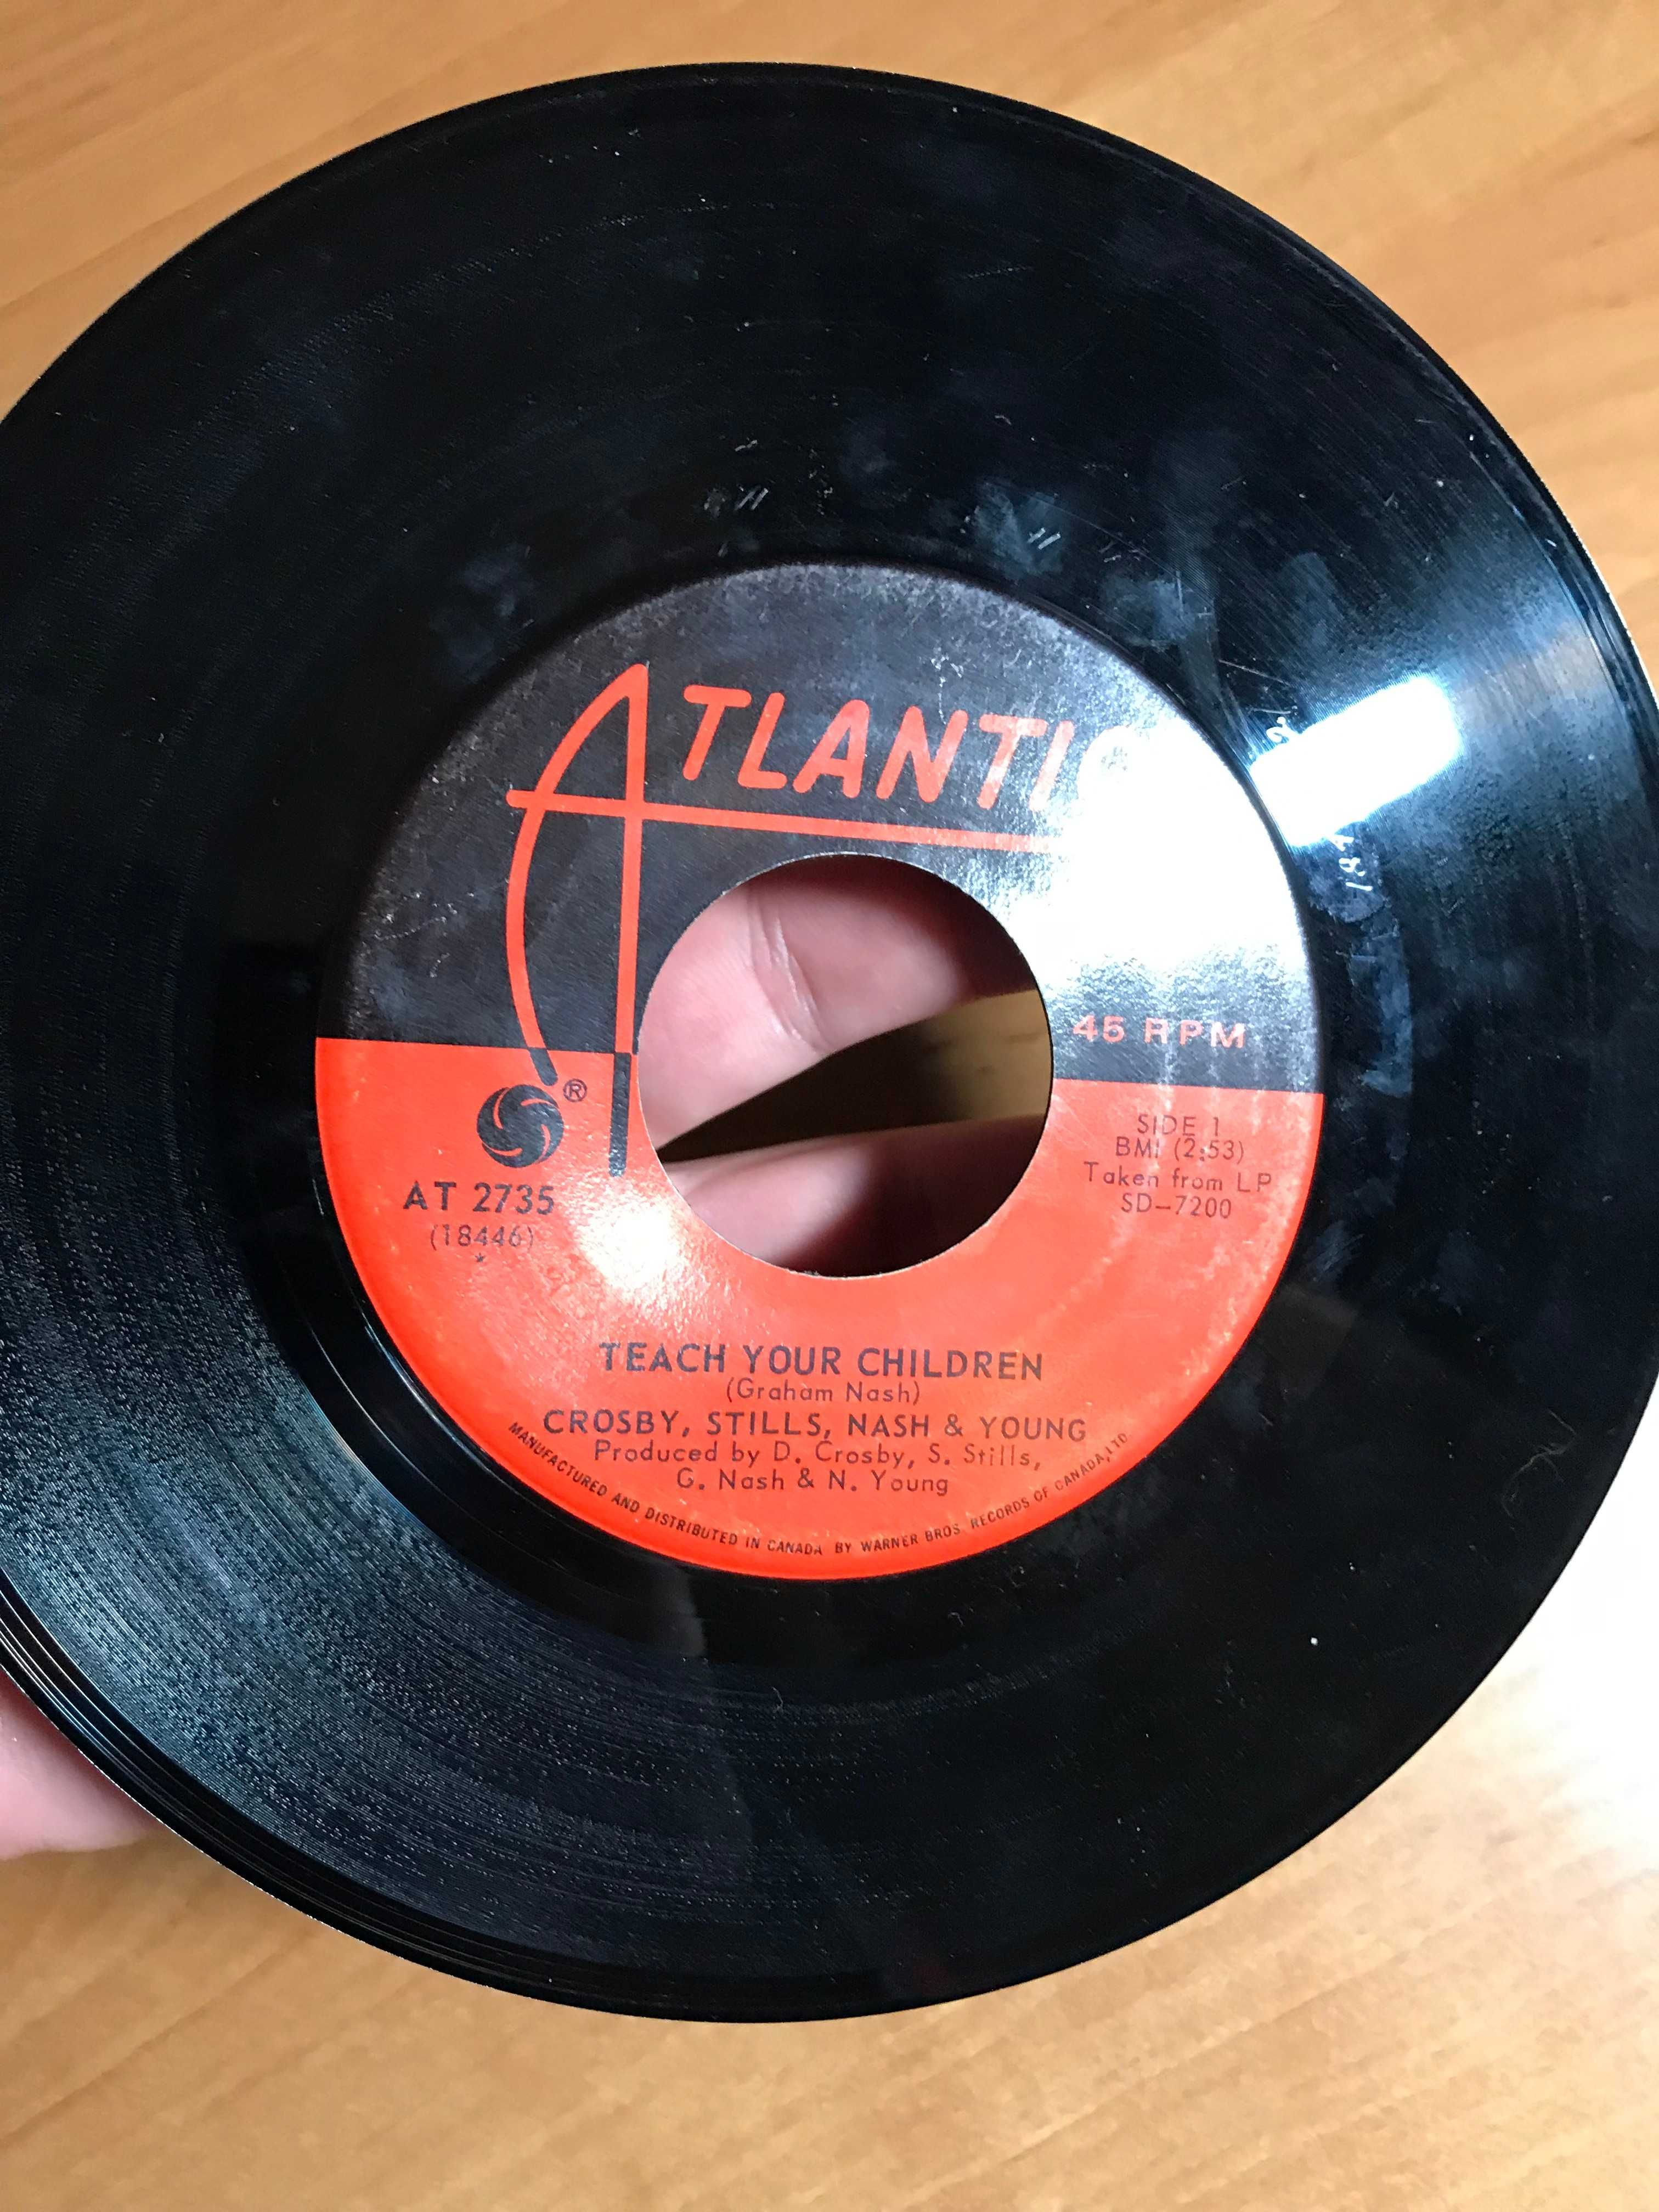 ATLANTIC
45 RPM
®
AT 2735
(18446)
*
SIDE 1
BMI (2:53)
Taken from LP
SD-7200
TEACH YOUR CHILDREN
(Graham Nash)
CROSBY, STILLS, NASH & YOUNG
Produced by D. Crosby, S. Stills,
G. Nash & N. Young
MANUFACTURED AND DISTRIBUTED IN CANADA BY WARNER BROS. RECORDS OF CANADA, LTD.